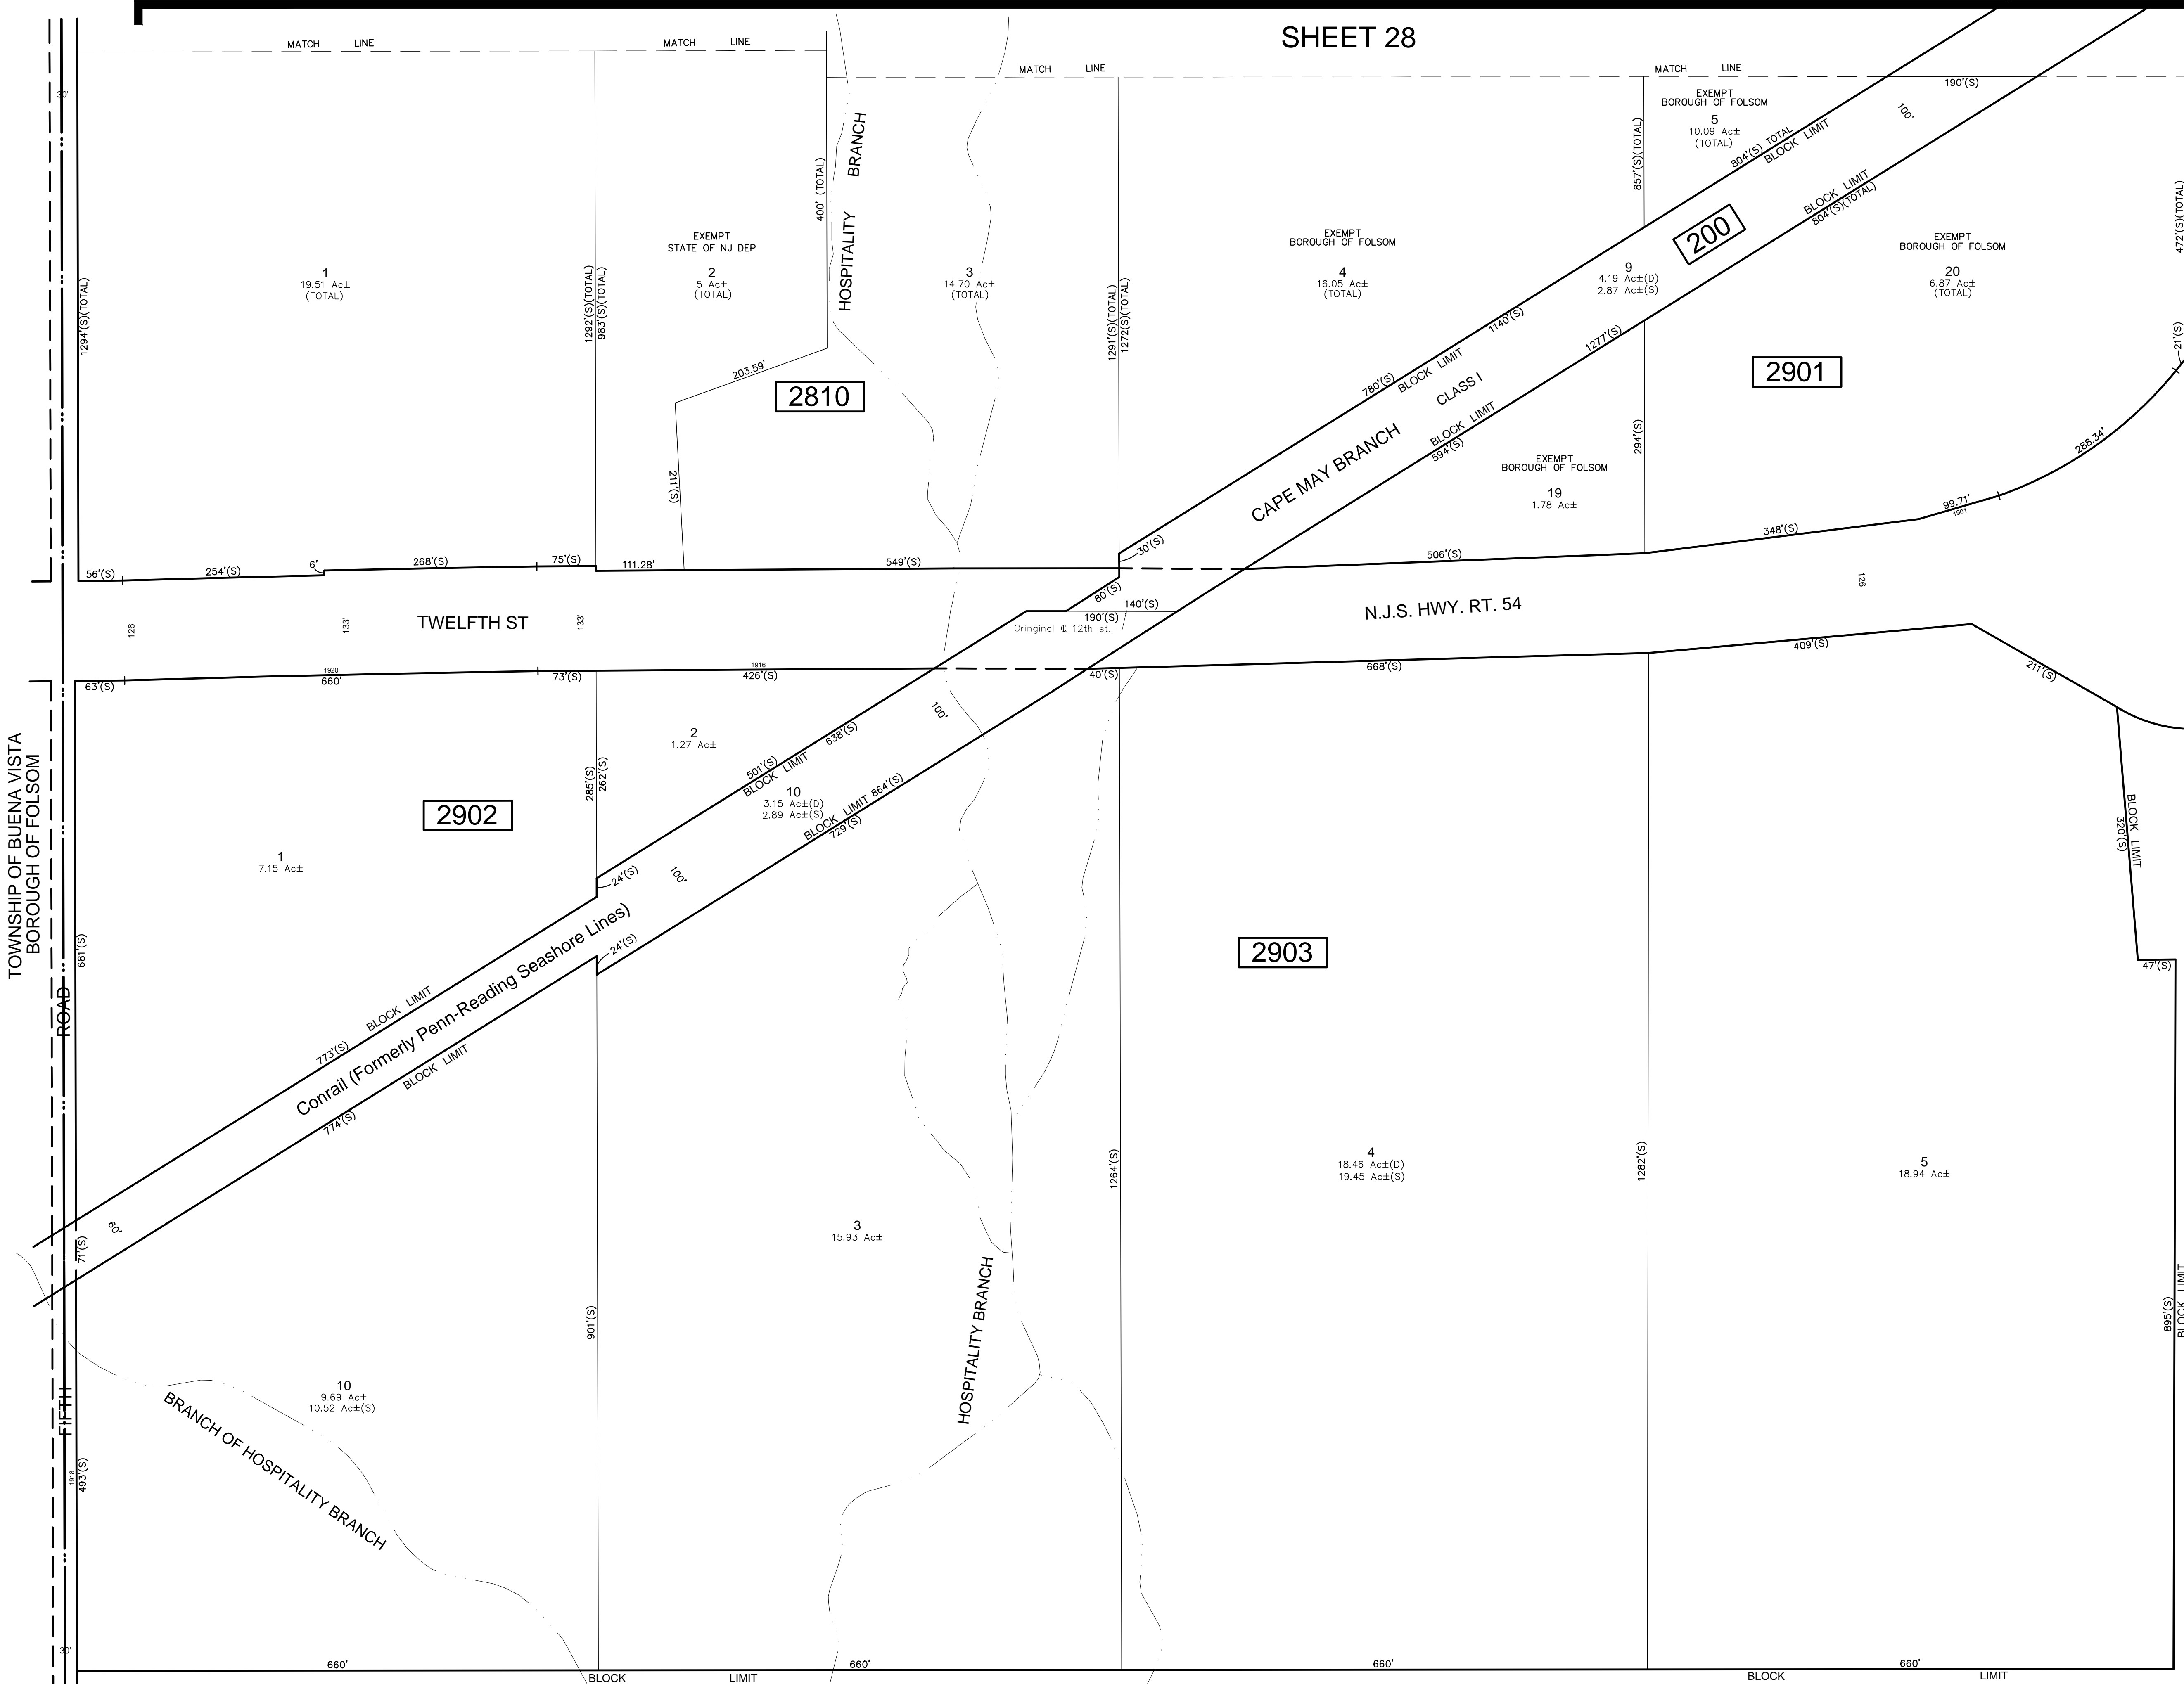 SHEET 28
MATCH LINE
MATCH LINE
MATCH LINE
MATCH LINE
30'
190'(S)
EXEMPT
BOROUGH OF FOLSOM
5
10.09 Ac±
(TOTAL)
100'
804'(S) TOTAL
BLOCK LIMIT
857'(S)(TOTAL)
400' (TOTAL)
HOSPITALITY BRANCH
BLOCK LIMIT
804'(S)(TOTAL)
472'(S)(TOTAL)
200
EXEMPT
STATE OF NJ DEP
2
5 Ac±
(TOTAL)
EXEMPT
BOROUGH OF FOLSOM
4
16.05 Ac±
(TOTAL)
EXEMPT
BOROUGH OF FOLSOM
20
6.87 Ac±
(TOTAL)
1
19.51 Ac±
(TOTAL)
3
14.70 Ac±
(TOTAL)
9
4.19 Ac±(D)
2.87 Ac±(S)
1294'(S)(TOTAL)
1292'(S)(TOTAL)
983'(S)(TOTAL)
1291'(S)(TOTAL)
1272(S)(TOTAL)
1140'(S)
1277'(S)
21'(S)
203.59'
2810
780'(S)
BLOCK LIMIT
CLASS I
2901
BLOCK LIMIT
594'(S)
CAPE MAY BRANCH
294'(S)
288.34'
211'(S)
EXEMPT
BOROUGH OF FOLSOM
19
1.78 Ac±
99.71'
1901
348'(S)
56'(S)
254'(S)
6'
268'(S)
75'(S)
111.28'
549'(S)
30'(S)
506'(S)
80'(S)
140'(S)
190'(S)
Oringinal ℄ 12th st.
126'
133'
TWELFTH ST
133'
N.J.S. HWY. RT. 54
126'
63'(S)
1920
660'
73'(S)
1916
426'(S)
40'(S)
668'(S)
409'(S)
211'(S)
TOWNSHIP OF BUENA VISTA
BOROUGH OF FOLSOM
2
1.27 Ac±
285'(S)
262'(S)
501'(S)
BLOCK LIMIT
638'(S)
100'
10
3.15 Ac±(D)
2.89 Ac±(S)
BLOCK LIMIT
864'(S)
729'(S)
2902
1
7.15 Ac±
24'(S)
100'
24'(S)
BLOCK LIMIT
320'(S)
47'(S)
2903
681'(S)
ROAD
773'(S)
BLOCK LIMIT
Conrail (Formerly Penn-Reading Seashore Lines)
BLOCK LIMIT
774'(S)
60'
71'(S)
3
15.93 Ac±
1264'(S)
4
18.46 Ac±(D)
19.45 Ac±(S)
1282'(S)
5
18.94 Ac±
901'(S)
HOSPITALITY BRANCH
895'(S)
BLOCK LIMIT
10
9.69 Ac±
10.52 Ac±(S)
FIFTH
BRANCH OF HOSPITALITY BRANCH
1918
493'(S)
30'
660'
660'
660'
660'
BLOCK LIMIT
BLOCK LIMIT